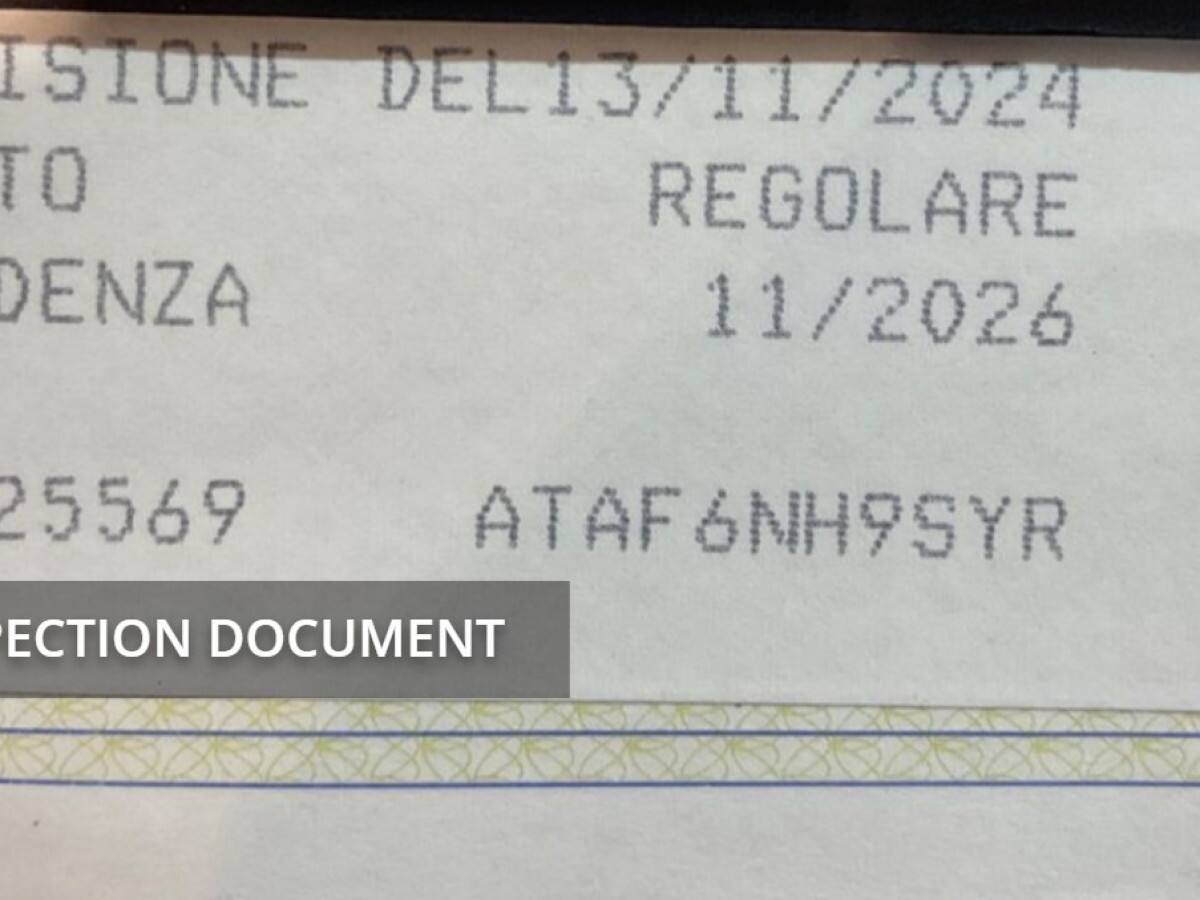 ISIONE DEL13/11/2024
TO REGOLARE
DENZA 11/2026
25569 ATAF6NH9SYR
PECTION DOCUMENT